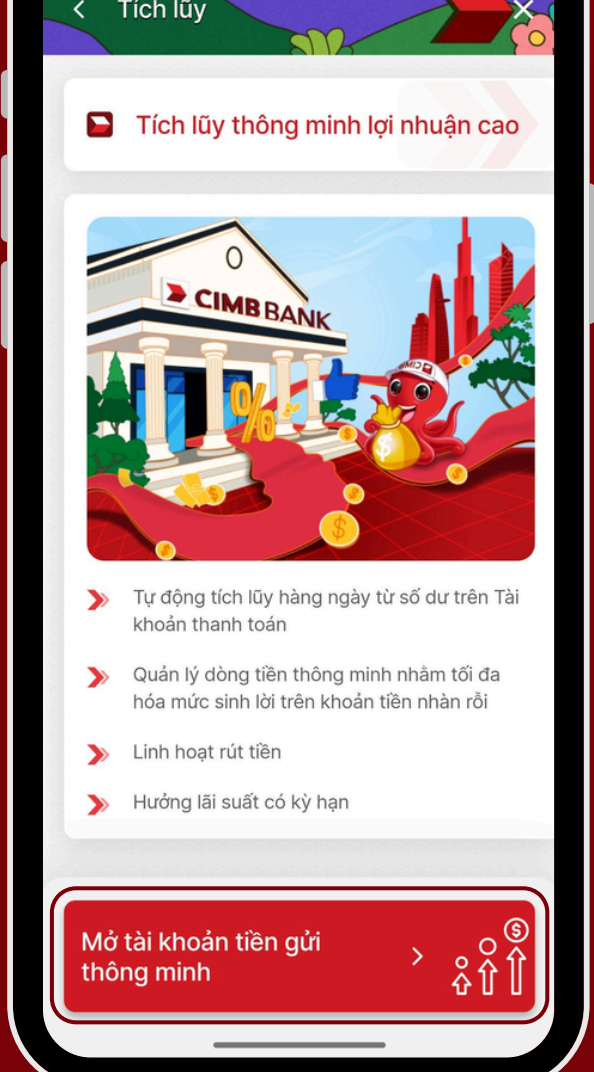 Tích lũy
Tích lũy thông minh lợi nhuận cao
CIMB BANK
CIMB
Tự động tích lũy hàng ngày từ số dư trên Tài
khoản thanh toán
Quản lý dòng tiền thông minh nhằm tối đa
hóa mức sinh lời trên khoản tiền nhàn rỗi
Linh hoạt rút tiền
Hưởng lãi suất có kỳ hạn
Mở tài khoản tiền gửi
thông minh